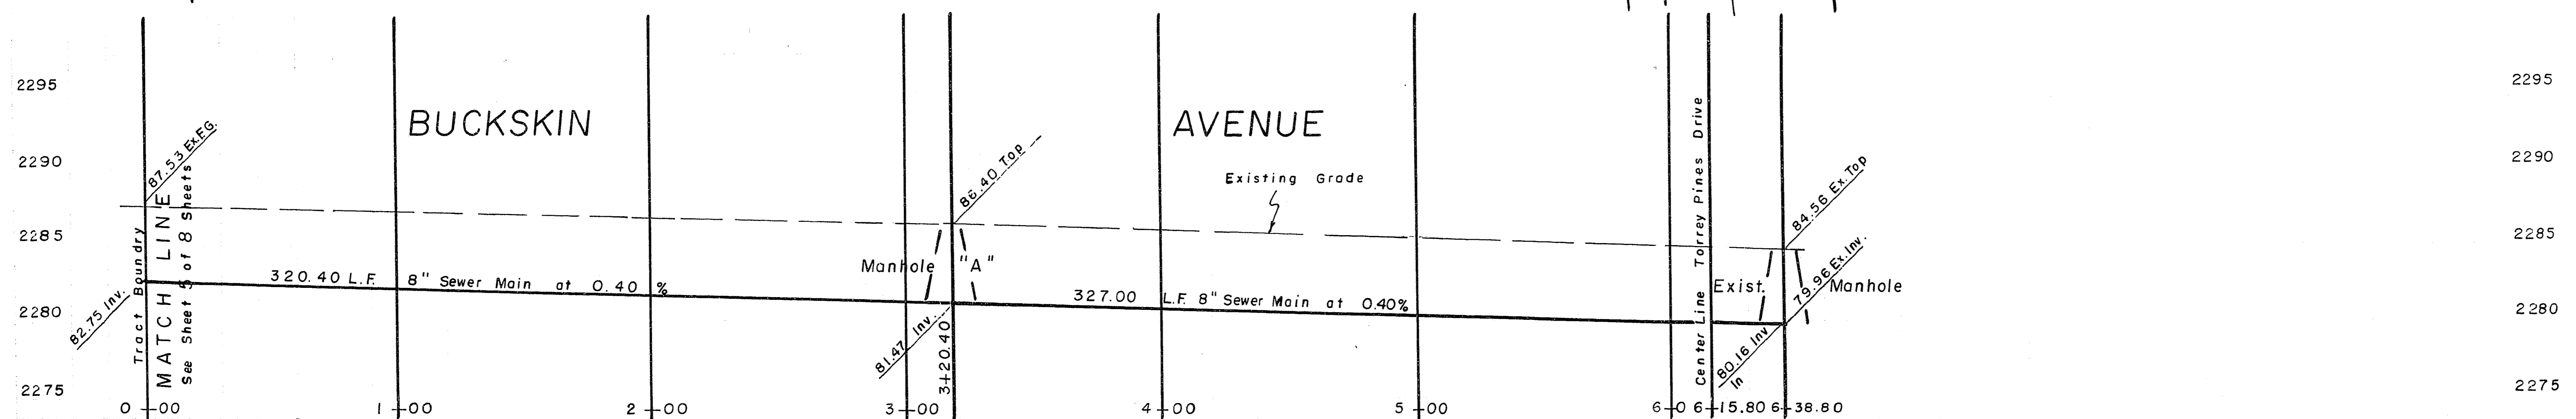 BUCKSKIN AVENUE
2295
2290
2285
2280
2275
87.53 Ex.EG.
Tract Boundry
MATCH LINE
See Sheet 5 of 8 Sheets
82.75 Inv.
320.40 L.F. 8" Sewer Main at 0.40 %
Manhole "A"
86.40 Top
81.47 Inv.
3+20.40
Existing Grade
327.00 L.F. 8" Sewer Main at 0.40%
Center Line Torrey Pines Drive
84.56 Ex.Top
79.96 Ex.Inv.
Exist. Manhole
80.16 Inv
In
2295
2290
2285
2280
2275
0+00 1+00 2+00 3+00 4+00 5+00 6+0 6+15.80 6+38.80